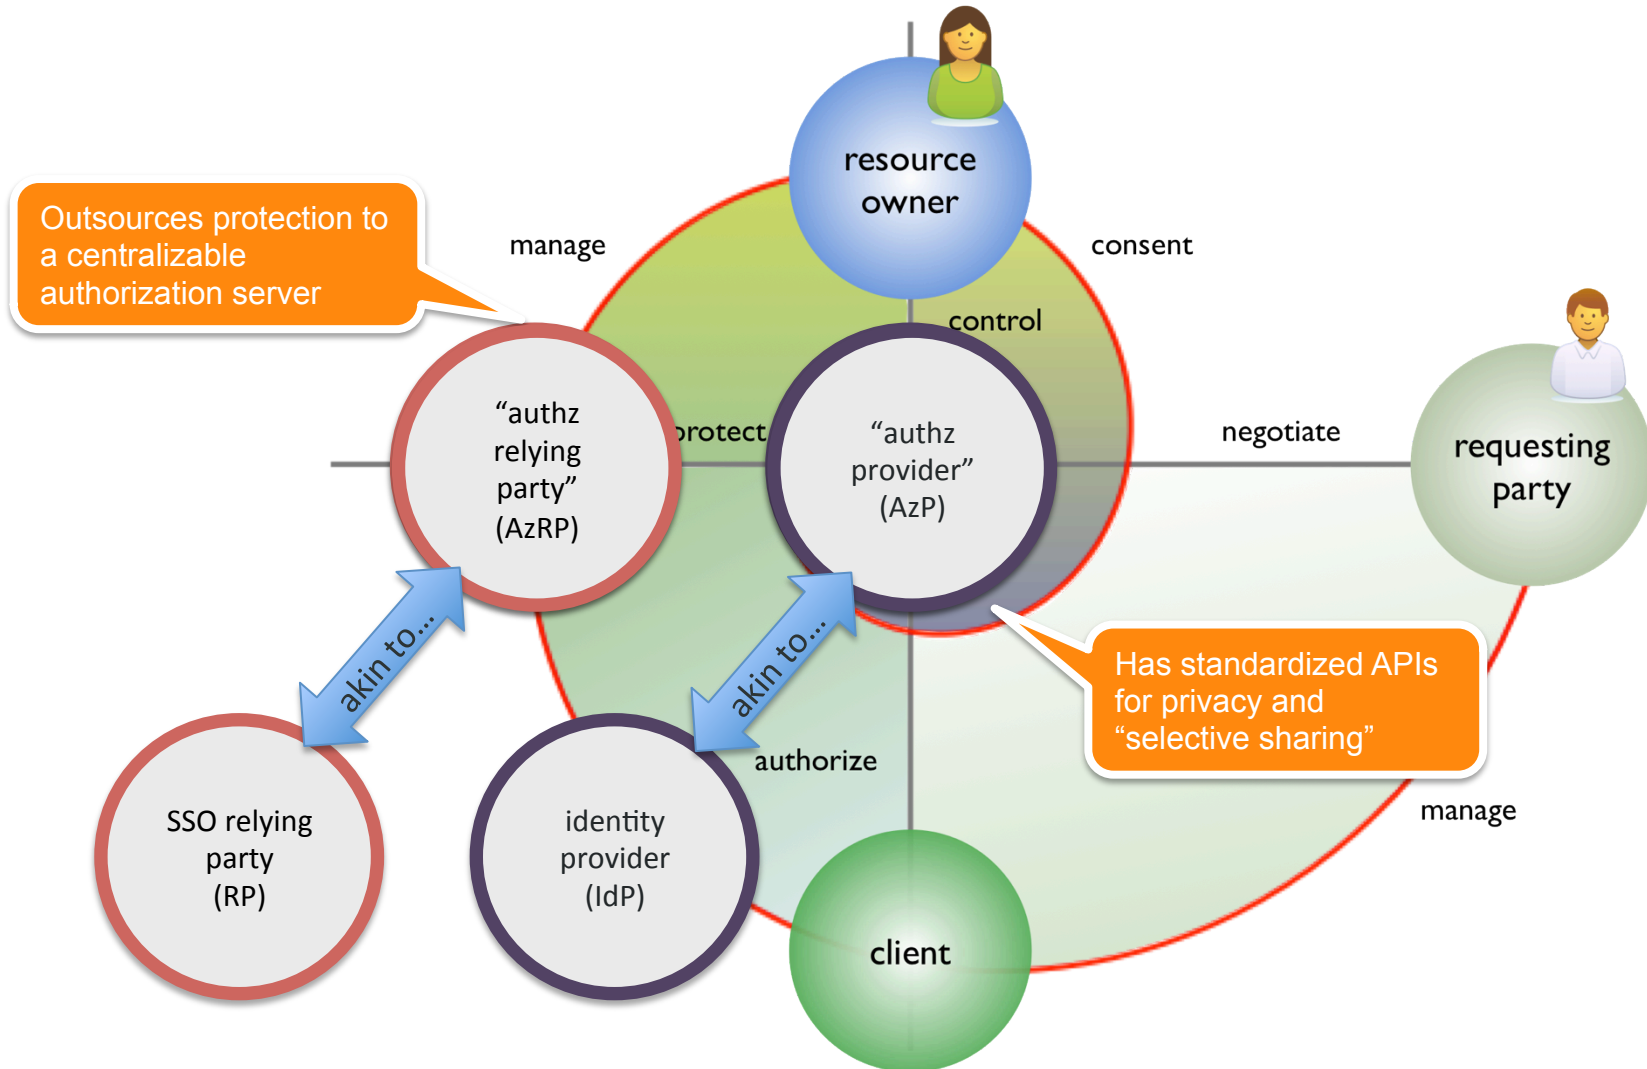 resource
owner
Outsources protection to
a centralizable
authorization server
manage
consent
control
“authz
relying
party”
(AzRP)
protect
“authz
provider”
(AzP)
negotiate
requesting
party
akin to...
akin to...
Has standardized APIs
for privacy and
“selective sharing”
authorize
manage
SSO relying
party
(RP)
identity
provider
(IdP)
client